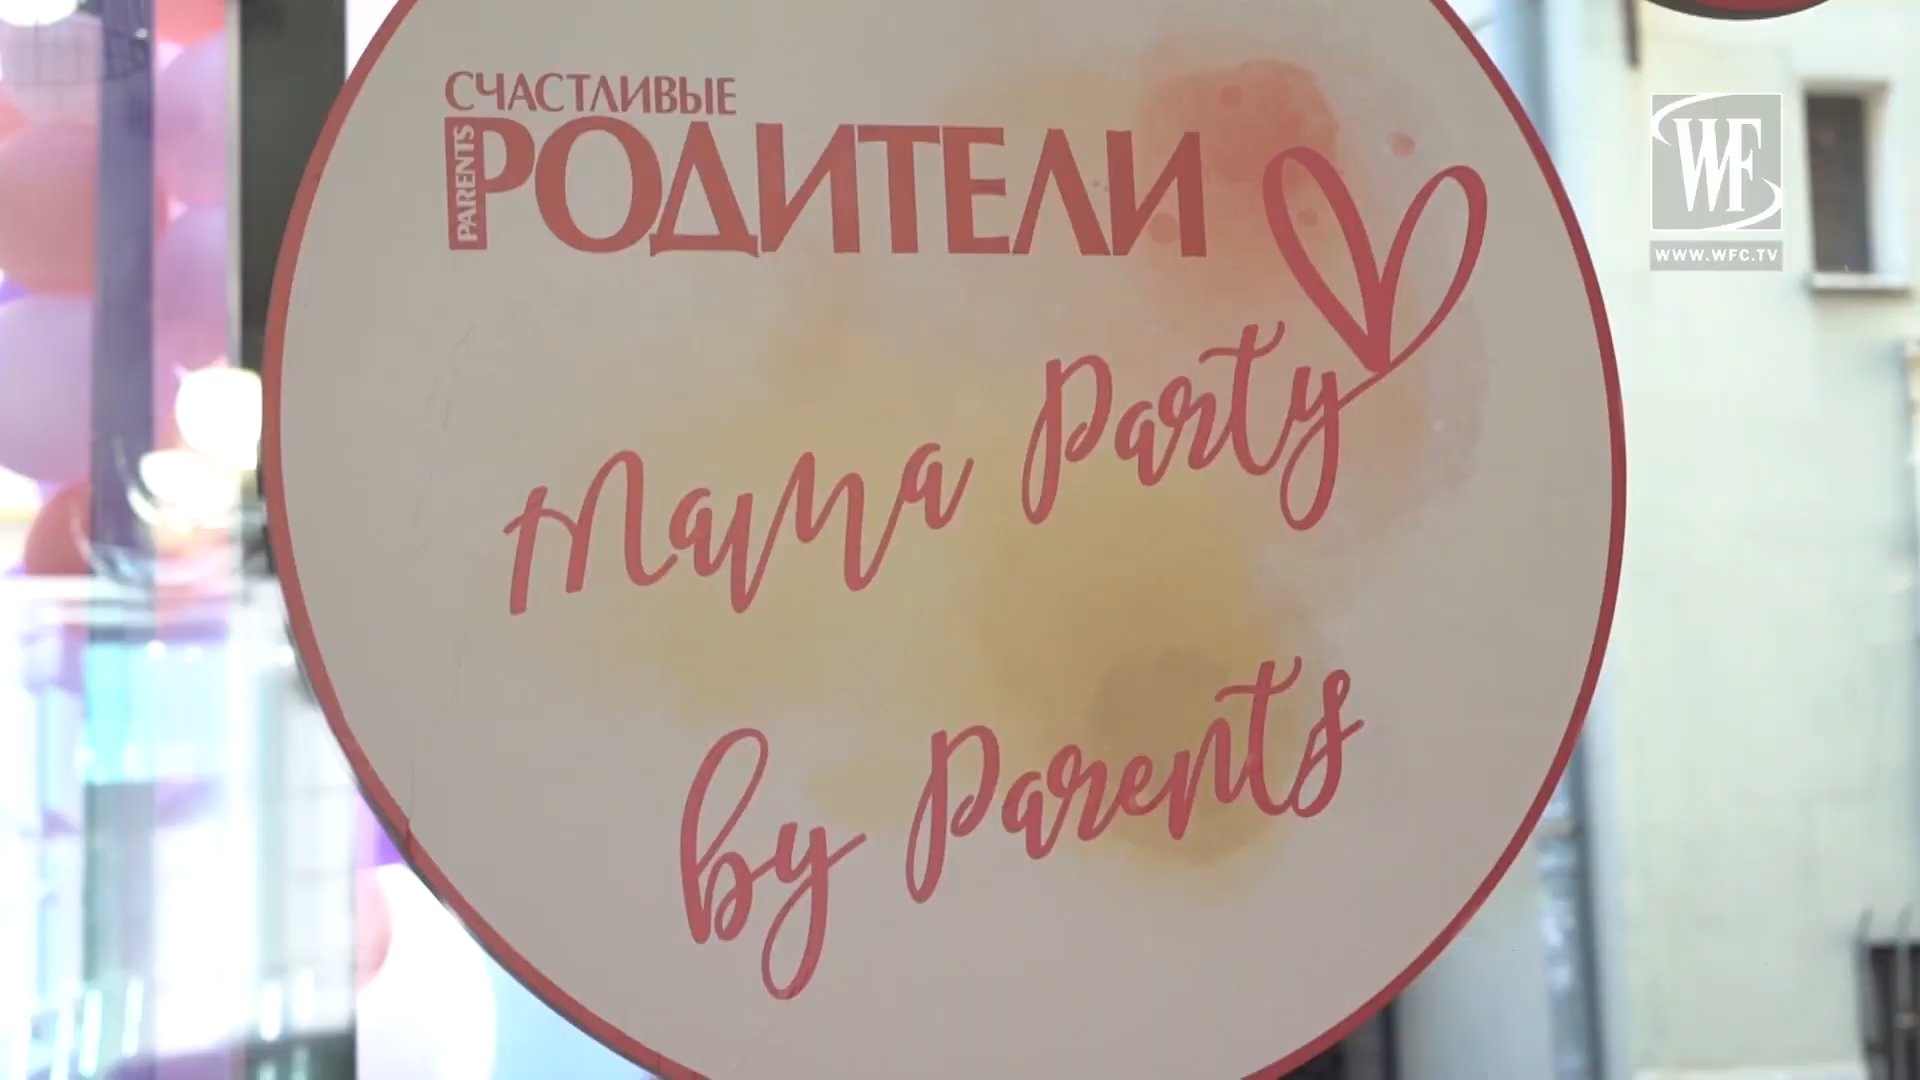 СЧАСТЛИВЫЕ
PARENTS
РОДИТЕЛИ
Mama Party
by Parents
WF
WWW.WFC.TV